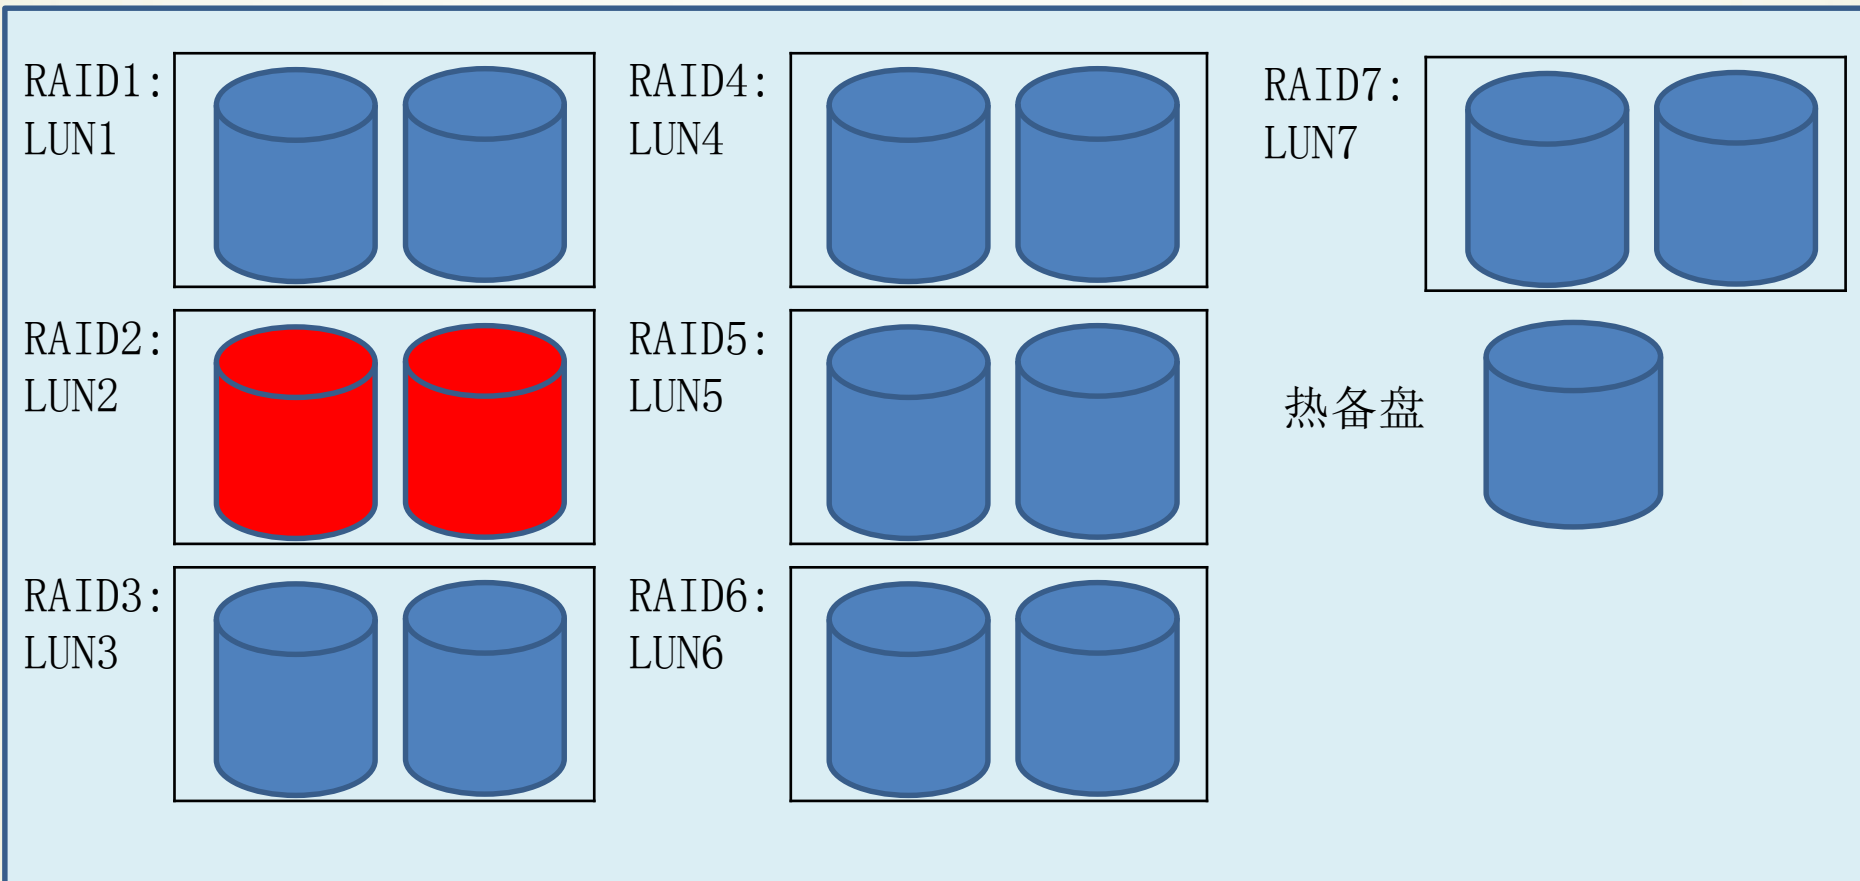 RAID1:
LUN1
RAID2:
LUN2
RAID3:
LUN3
RAID4:
LUN4
RAID5:
LUN5
RAID6:
LUN6
RAID7:
LUN7
热备盘